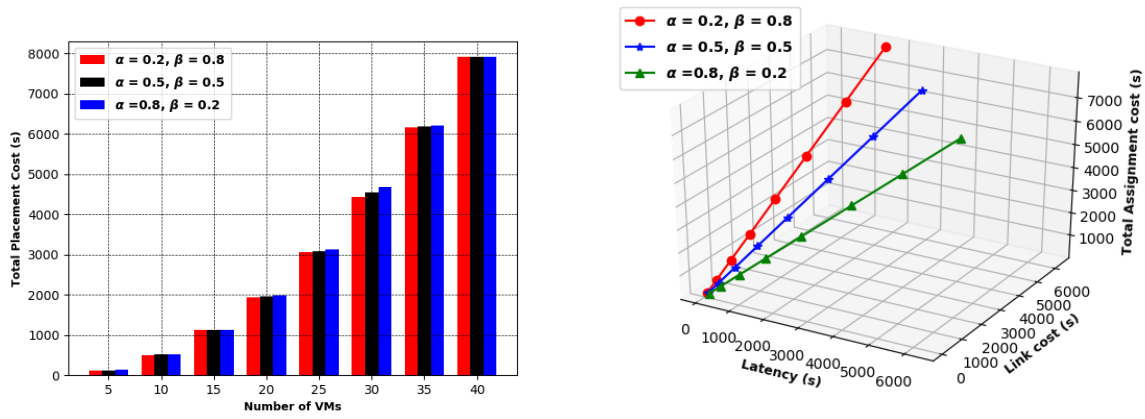 α = 0.2, β = 0.8
α = 0.5, β = 0.5
α =0.8, β = 0.2
Total Placement Cost (s)
8000
7000
6000
5000
4000
3000
2000
1000
0
5 10 15 20 25 30 35 40
Number of VMs
α = 0.2, β = 0.8
α = 0.5, β = 0.5
α =0.8, β = 0.2
Total Assignment cost (s)
7000
6000
5000
4000
3000
2000
1000
Link cost (s)
6000
5000
4000
3000
2000
1000
0
0 1000 2000 3000 4000 5000 6000
Latency (s)